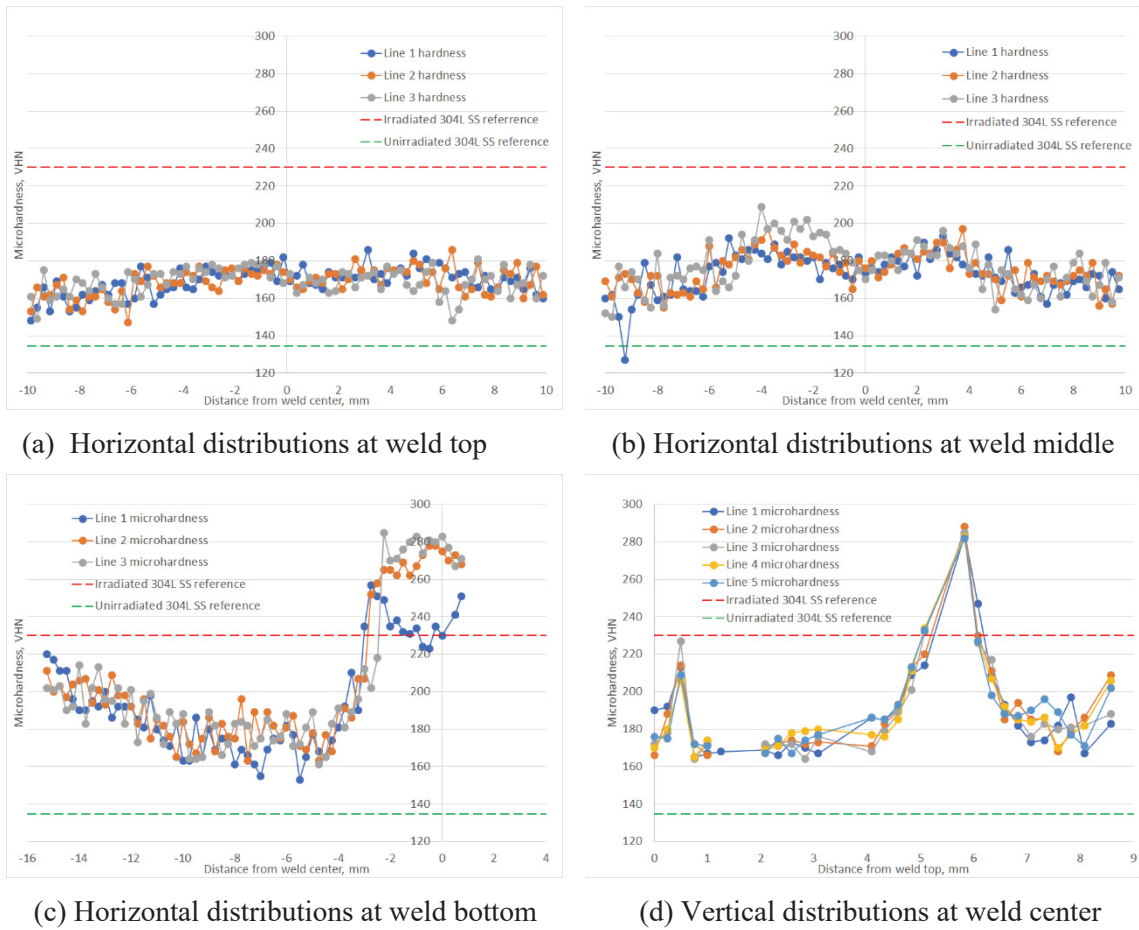 300
280
260
240
220
200
180
160
140
120
Microhardness, VHN
Line 1 hardness
Line 2 hardness
Line 3 hardness
Irradiated 304L SS referrence
Unirradiated 304L SS reference
-10 -8 -6 -4 -2 0 2 4 6 8 10
Distance from weld center, mm
(a) Horizontal distributions at weld top
300
280
260
240
220
200
180
160
140
120
Microhardness, VHN
Line 1 hardness
Line 2 hardness
Line 3 hardness
Irradiated 304L SS referrence
Unirradiated 304L SS reference
-10 -8 -6 -4 -2 0 2 4 6 8 10
Distance from weld center, mm
(b) Horizontal distributions at weld middle
300
280
260
240
220
200
180
160
140
120
Microhardness, VHN
Line 1 microhardness
Line 2 microhardness
Line 3 microhardness
Irradiated 304L SS reference
Unirradiated 304L SS reference
-16 -14 -12 -10 -8 -6 -4 -2 0 2 4
Distance from weld center, mm
(c) Horizontal distributions at weld bottom
300
280
260
240
220
200
180
160
140
120
Microhardness, VHN
Line 1 microhardness
Line 2 microhardness
Line 3 microhardness
Line 4 microhardness
Line 5 microhardness
Irradiated 304L SS reference
Unirradiated 304L SS reference
0 1 2 3 4 5 6 7 8 9
Distance from weld top, mm
(d) Vertical distributions at weld center